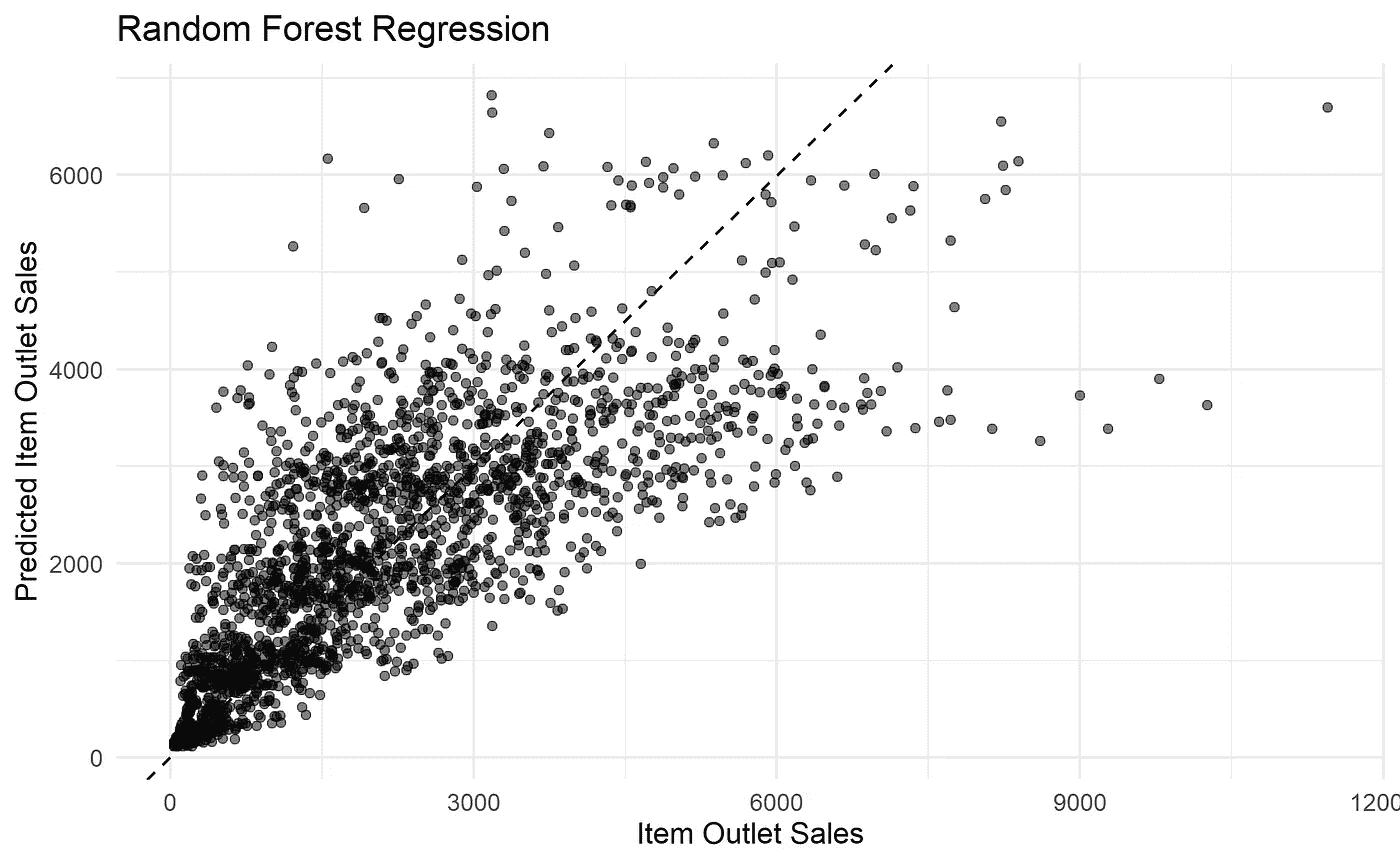 Random Forest Regression
Predicted Item Outlet Sales
6000
4000
2000
0
0 3000 6000 9000 1200
Item Outlet Sales